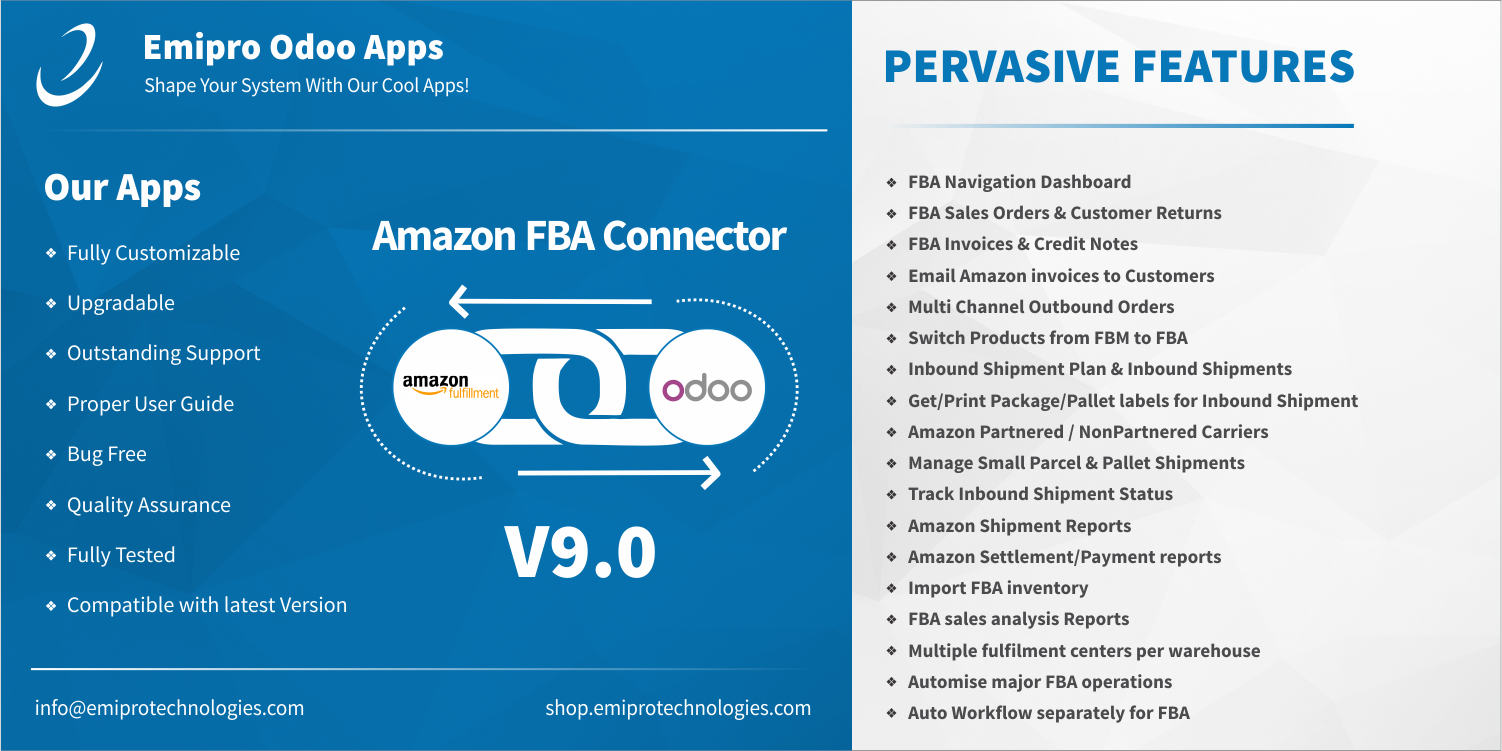 Emipro Odoo Apps
Shape Your System With Our Cool Apps!
Our Apps
Fully Customizable
Upgradable
Outstanding Support
Proper User Guide
Bug Free
Quality Assurance
Fully Tested
Compatible with latest Version
Amazon FBA Connector
amazon
fulfillment
odoo
V9.0
info@emiprotechnologies.com
shop.emiprotechnologies.com
PERVASIVE FEATURES
FBA Navigation Dashboard
FBA Sales Orders & Customer Returns
FBA Invoices & Credit Notes
Email Amazon invoices to Customers
Multi Channel Outbound Orders
Switch Products from FBM to FBA
Inbound Shipment Plan & Inbound Shipments
Get/Print Package/Pallet labels for Inbound Shipment
Amazon Partnered / NonPartnered Carriers
Manage Small Parcel & Pallet Shipments
Track Inbound Shipment Status
Amazon Shipment Reports
Amazon Settlement/Payment reports
Import FBA inventory
FBA sales analysis Reports
Multiple fulfilment centers per warehouse
Automise major FBA operations
Auto Workflow separately for FBA